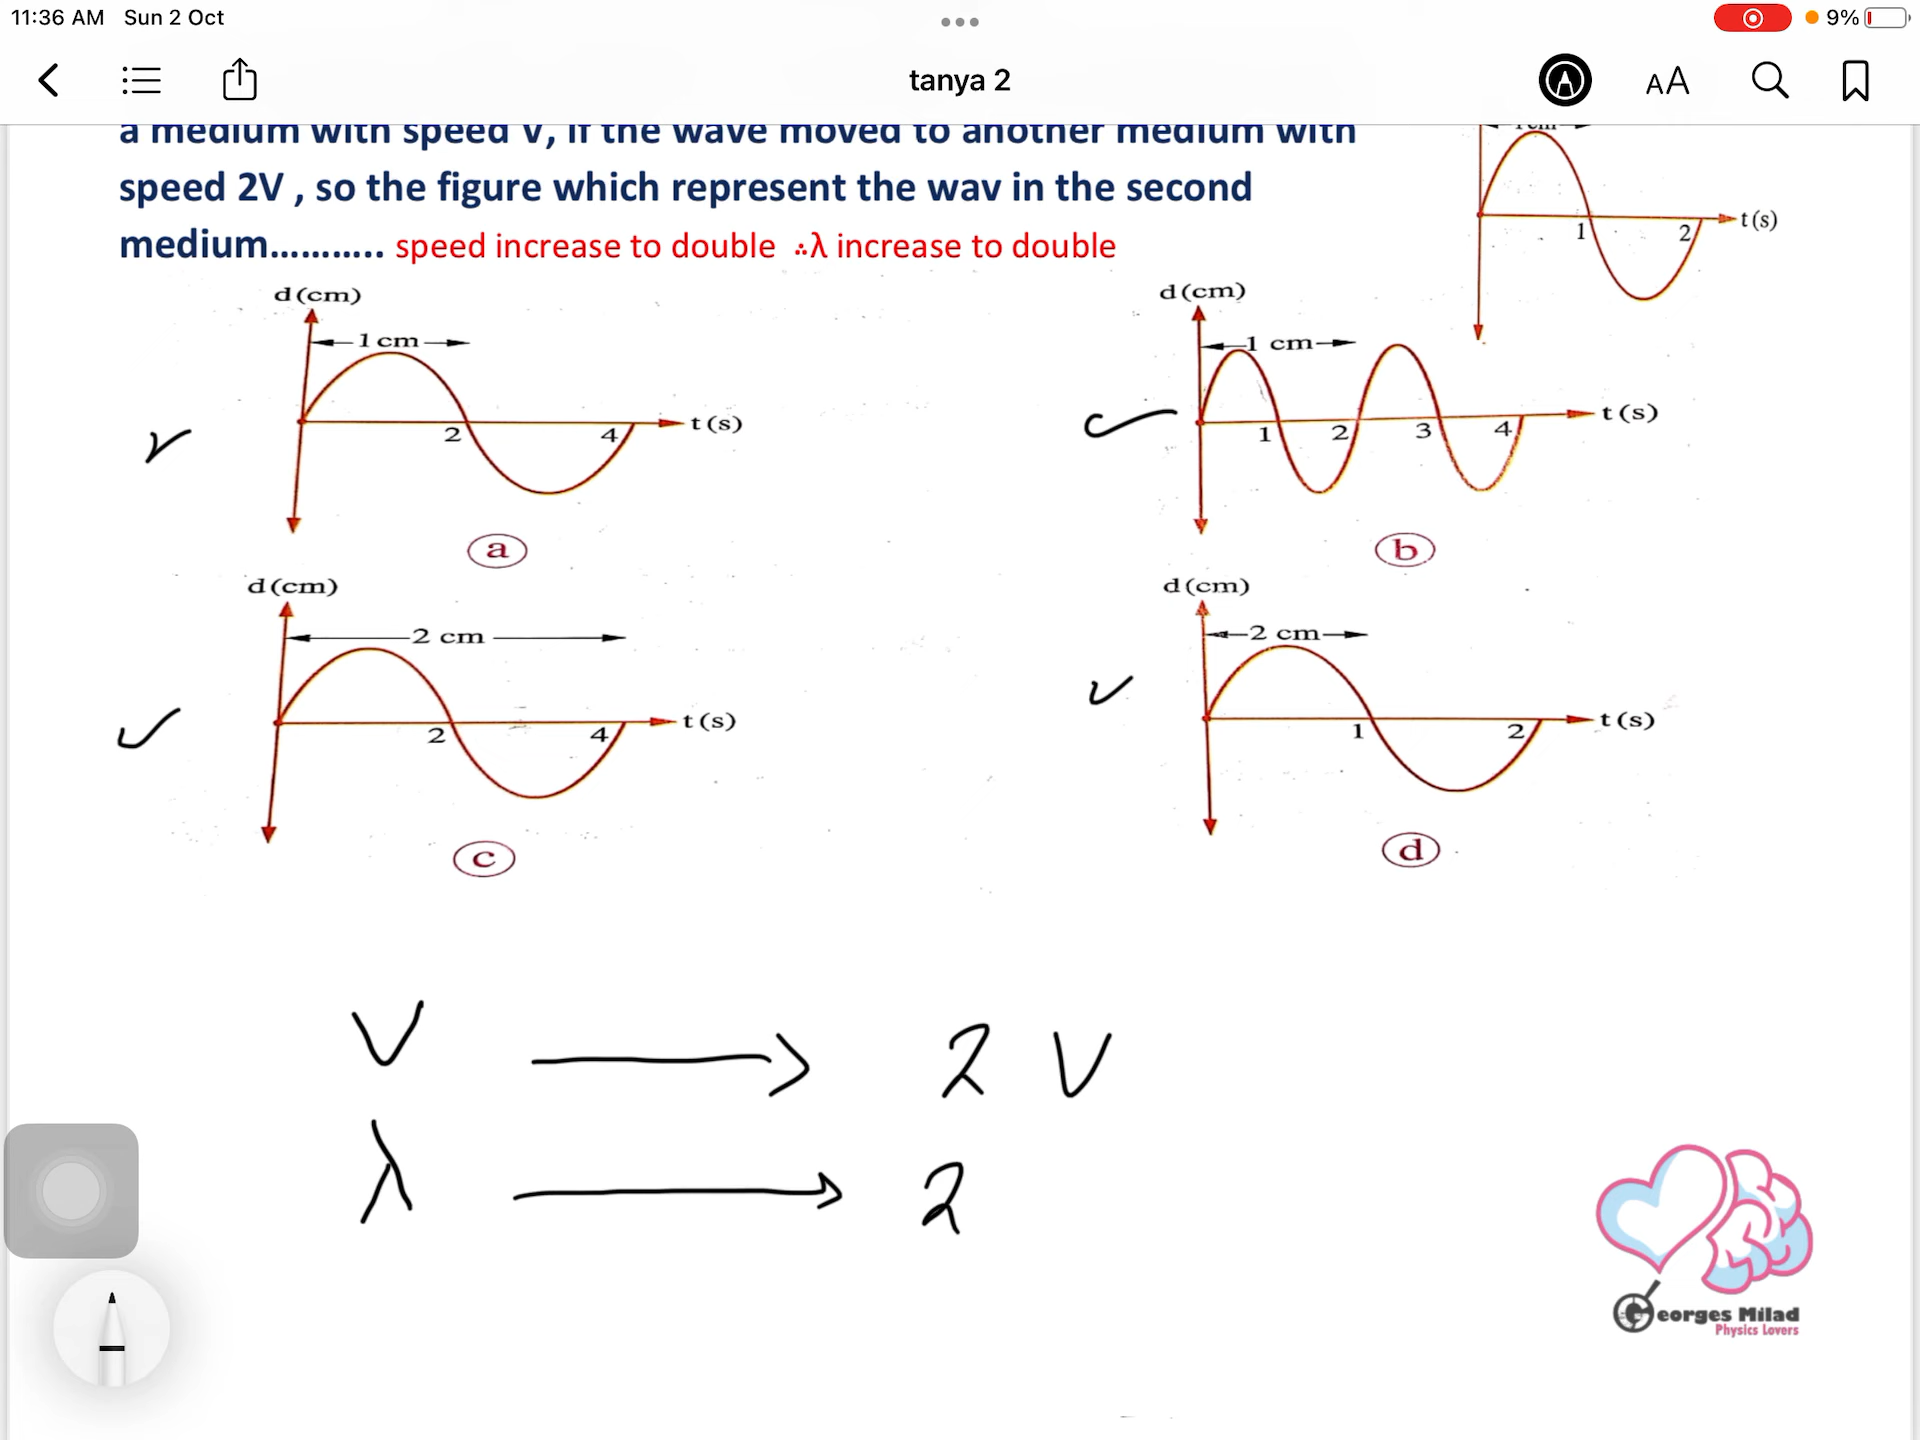 11:36 AM Sun 2 Oct
9%
tanya 2
AA
a medium with speed V, if the wave moved to another medium with
speed 2V , so the figure which represent the wav in the second
medium........... speed increase to double ∴λ increase to double
1 cm
t(s)
1 2
d(cm)
1 cm
t(s)
2 4
a
d(cm)
1 cm
t(s)
1 2 3 4
b
d(cm)
2 cm
t(s)
2 4
c
d(cm)
2 cm
t(s)
1 2
d
V → 2 V
λ → 2
Georges Milad
Physics Lovers